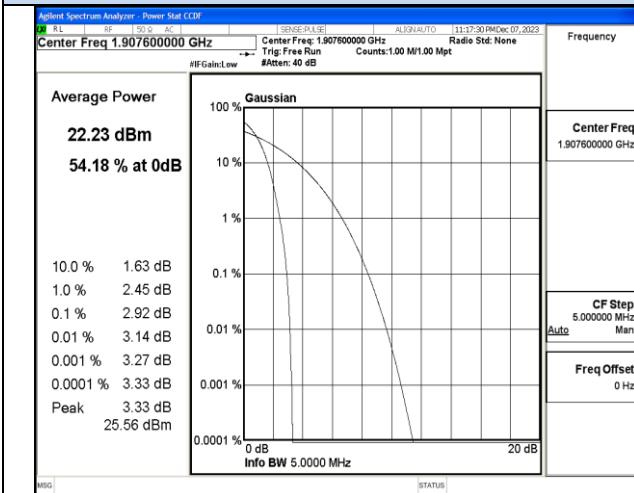 Agilent Spectrum Analyzer - Power Stat CCDF
RL RF 50 Ω AC SENSE:PULSE ALIGNAUTO 11:17:30 PM Dec 07, 2023
Center Freq 1.907600000 GHz
Center Freq: 1.907600000 GHz Radio Std: None
Trig: Free Run Counts:1.00 M/1.00 Mpt
#IFGain:Low #Atten: 40 dB
Frequency
Average Power
22.23 dBm
54.18 % at 0dB
10.0 % 1.63 dB
1.0 % 2.45 dB
0.1 % 2.92 dB
0.01 % 3.14 dB
0.001 % 3.27 dB
0.0001 % 3.33 dB
Peak 3.33 dB
25.56 dBm
Gaussian
100 %
10 %
1 %
0.1 %
0.01 %
0.001 %
0.0001 %
0 dB 20 dB
Info BW 5.0000 MHz
Center Freq
1.907600000 GHz
CF Step
5.000000 MHz
Auto Man
Freq Offset
0 Hz
MSG STATUS